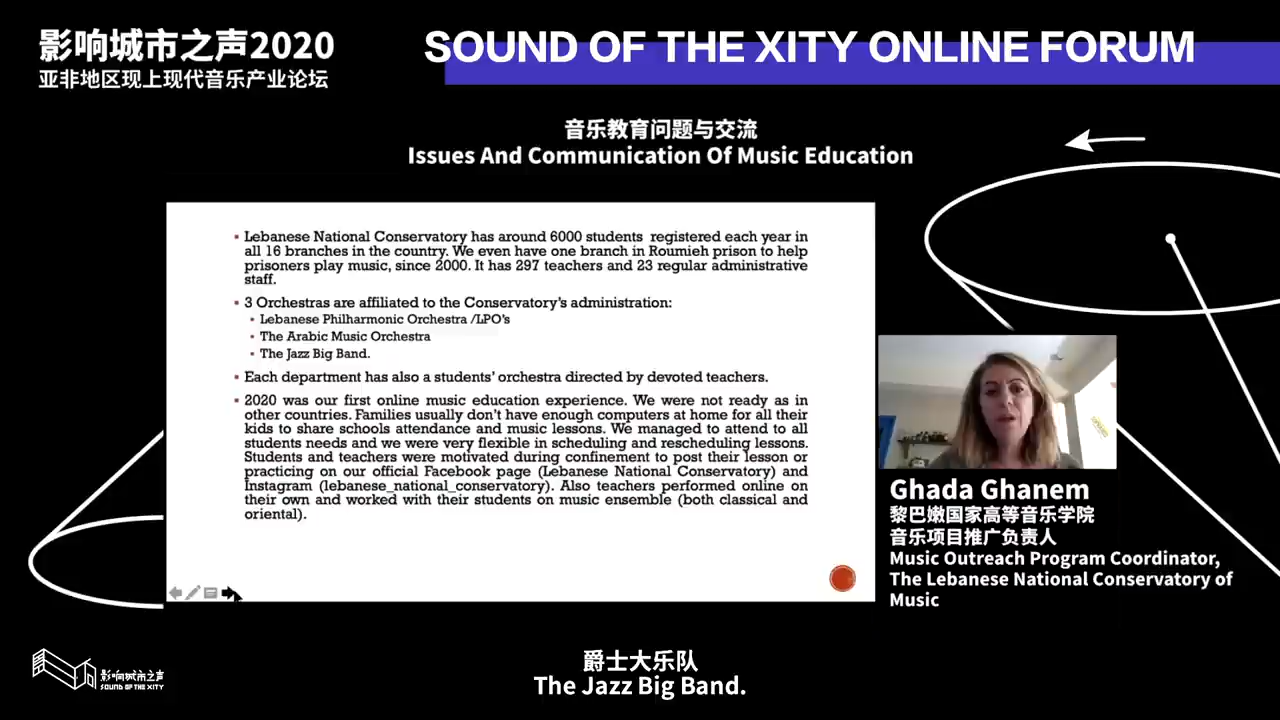 影响城市之声2020
亚非地区现上现代音乐产业论坛
SOUND OF THE XITY ONLINE FORUM
音乐教育问题与交流
Issues And Communication Of Music Education
Lebanese National Conservatory has around 6000 students registered each year in
all 16 branches in the country. We even have one branch in Roumieh prison to help
prisoners play music, since 2000. It has 297 teachers and 23 regular administrative
staff.
3 Orchestras are affiliated to the Conservatory's administration:
Lebanese Philharmonic Orchestra /LPO's
The Arabic Music Orchestra
The Jazz Big Band.
Each department has also a students' orchestra directed by devoted teachers.
2020 was our first online music education experience. We were not ready as in
other countries. Families usually don't have enough computers at home for all their
kids to share schools attendance and music lessons. We managed to attend to all
students needs and we were very flexible in scheduling and rescheduling lessons.
Students and teachers were motivated during confinement to post their lesson or
practicing on our official Facebook page (Lebanese National Conservatory) and
Instagram (lebanese_national_conservatory). Also teachers performed online on
their own and worked with their students on music ensemble (both classical and
oriental).
Ghada Ghanem
黎巴嫩国家高等音乐学院
音乐项目推广负责人
Music Outreach Program Coordinator,
The Lebanese National Conservatory of
Music
影响城市之声
SOUND OF THE XITY
爵士大乐队
The Jazz Big Band.